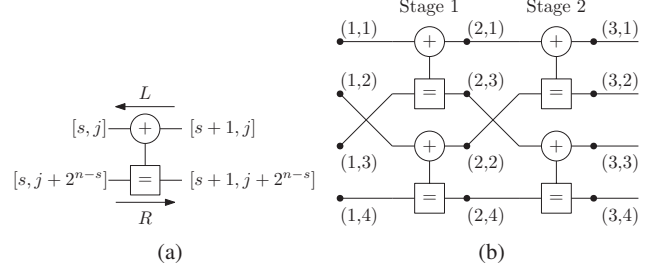 Stage 1 Stage 2
(1,1) + (2,1) + (3,1)
(1,2) = (2,3) = (3,2)
L
[s, j] + [s + 1, j]
+ +
(1,3) (2,2) (3,3)
[s, j + 2^{n−s}] = [s + 1, j + 2^{n−s}]
R
= =
(1,4) (2,4) (3,4)
(a) (b)